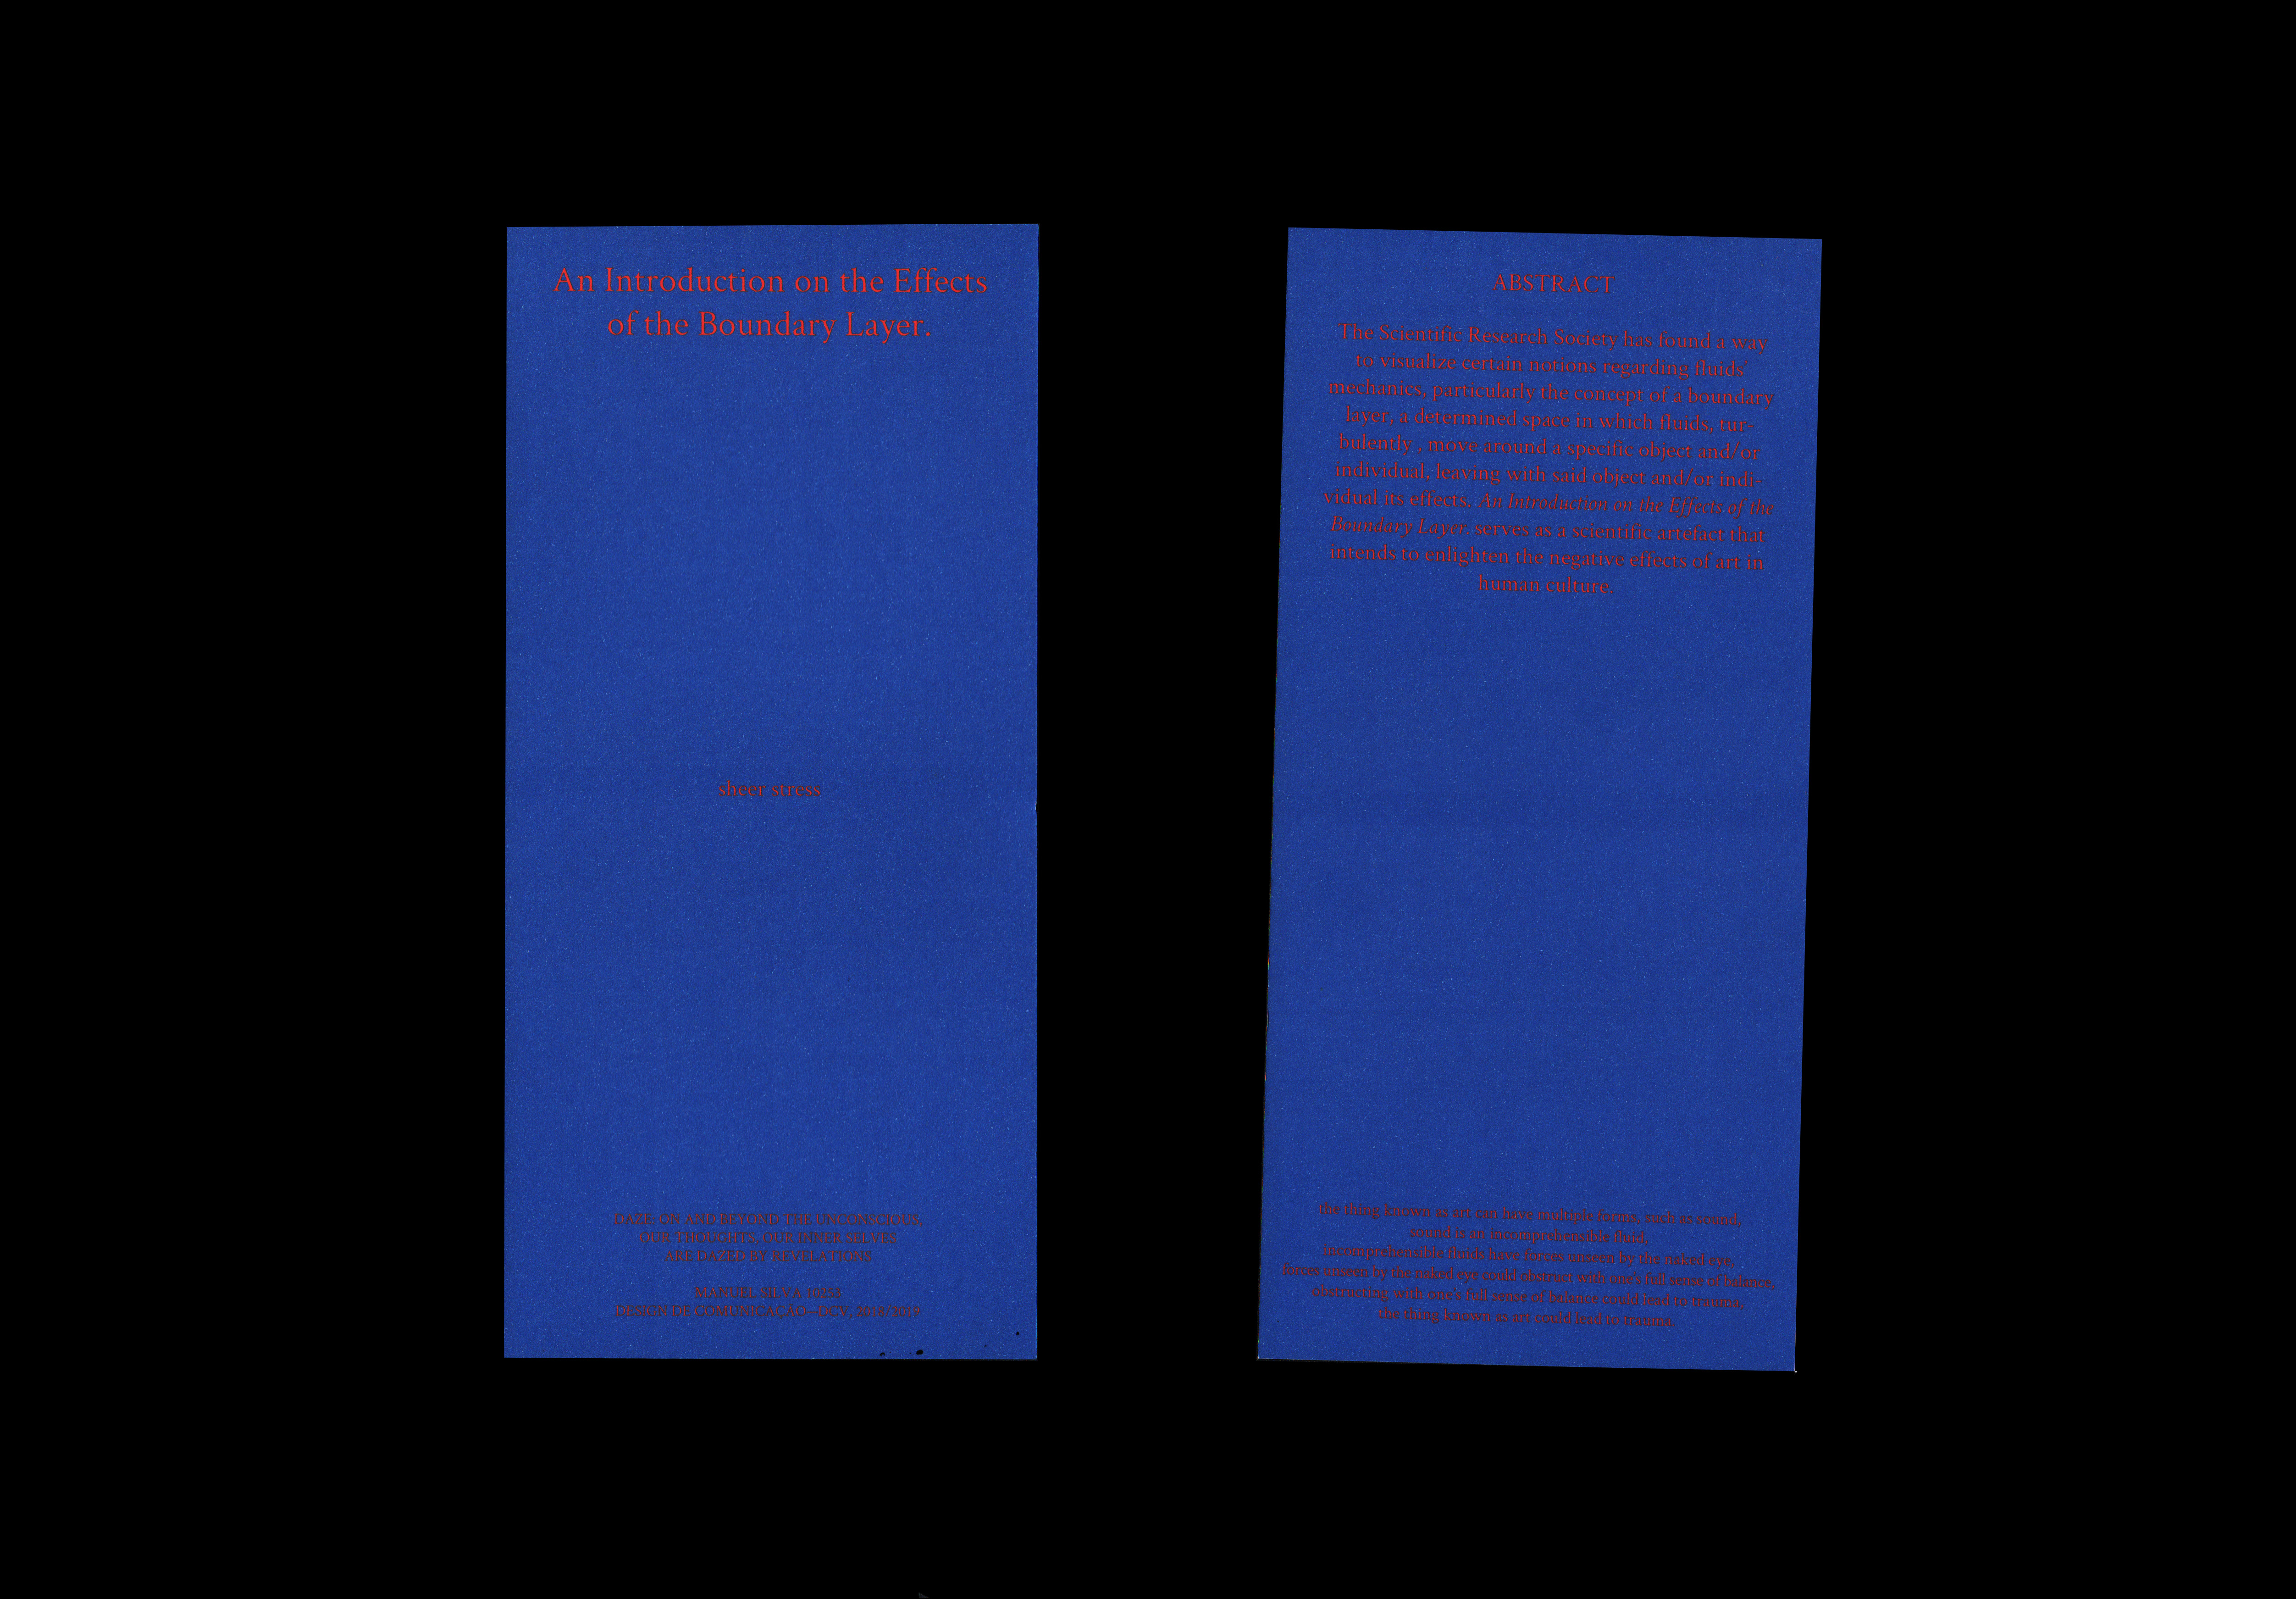 An Introduction on the Effects
of the Boundary Layer.
sheer stress
DAZE: ON AND BEYOND THE UNCONSCIOUS,
OUR THOUGHTS, OUR INNER SELVES
ARE DAZED BY REVELATIONS
MANUEL SILVA
DESIGN DE COMUNICAÇÃO—DCV, 2018/2019
ABSTRACT
The Scientific Research Society has found a way
to visualize certain notions regarding fluids'
mechanics, particularly the concept of a boundary
layer, a determined space in which fluids, tur-
bulently , move around a specific object and/or
individual, leaving with said object and/or indi-
vidual its effects. An Introduction on the Effects of the
Boundary Layer. serves as a scientific artefact that
intends to enlighten the negative effects of art in
human culture.
the thing known as art can have multiple forms, such as sound,
sound is an incomprehensible fluid,
incomprehensible fluids have forces unseen by the naked eye,
forces unseen by the naked eye could obstruct with one's full sense of balance,
obstructing with one's full sense of balance could lead to trauma,
the thing known as art could lead to trauma.